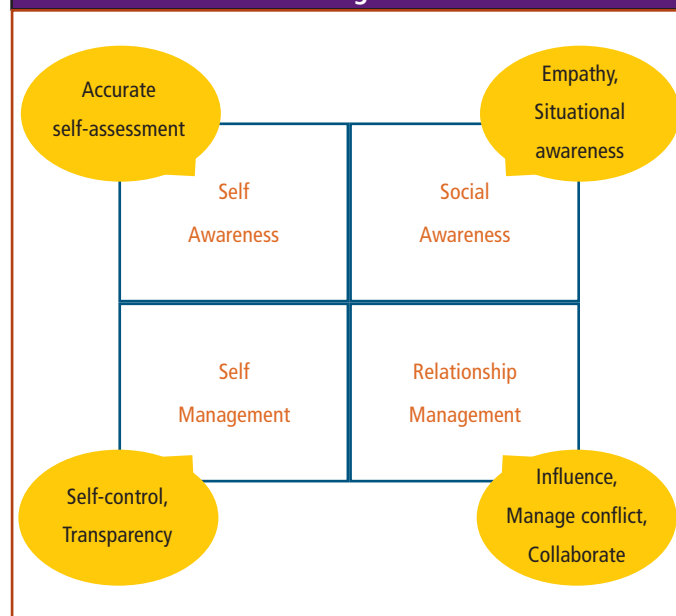 Accurate
self-assessment
Empathy,
Situational
awareness
Self
Awareness
Social
Awareness
Self
Management
Relationship
Management
Self-control,
Transparency
Influence,
Manage conflict,
Collaborate